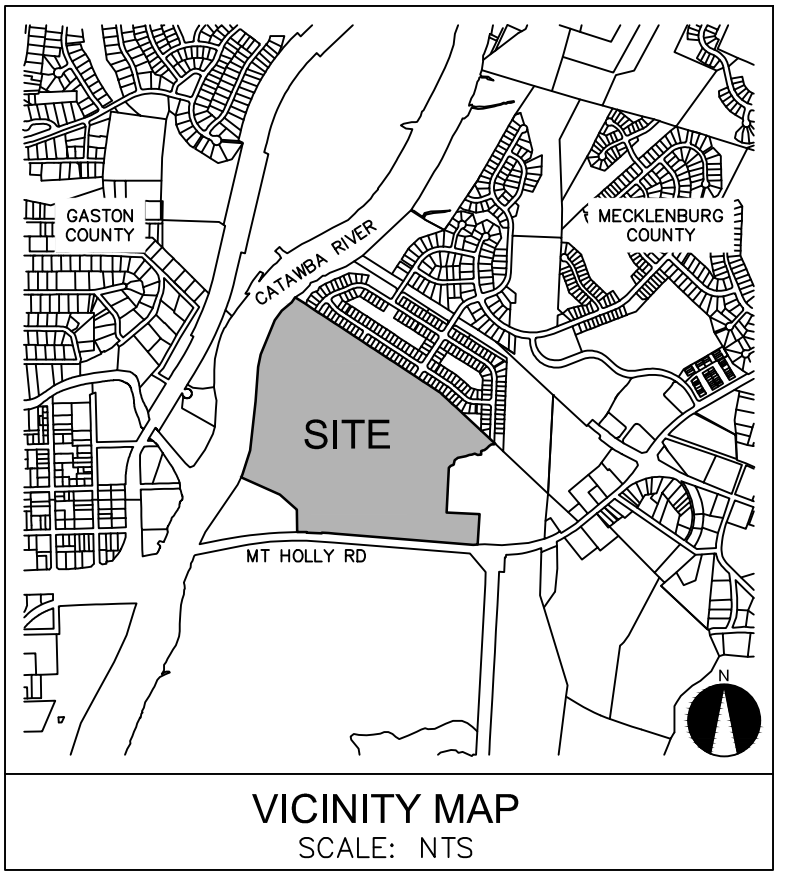 GASTON
COUNTY
MECKLENBURG
COUNTY
CATAWBA RIVER
SITE
MT HOLLY RD
N
VICINITY MAP
SCALE: NTS